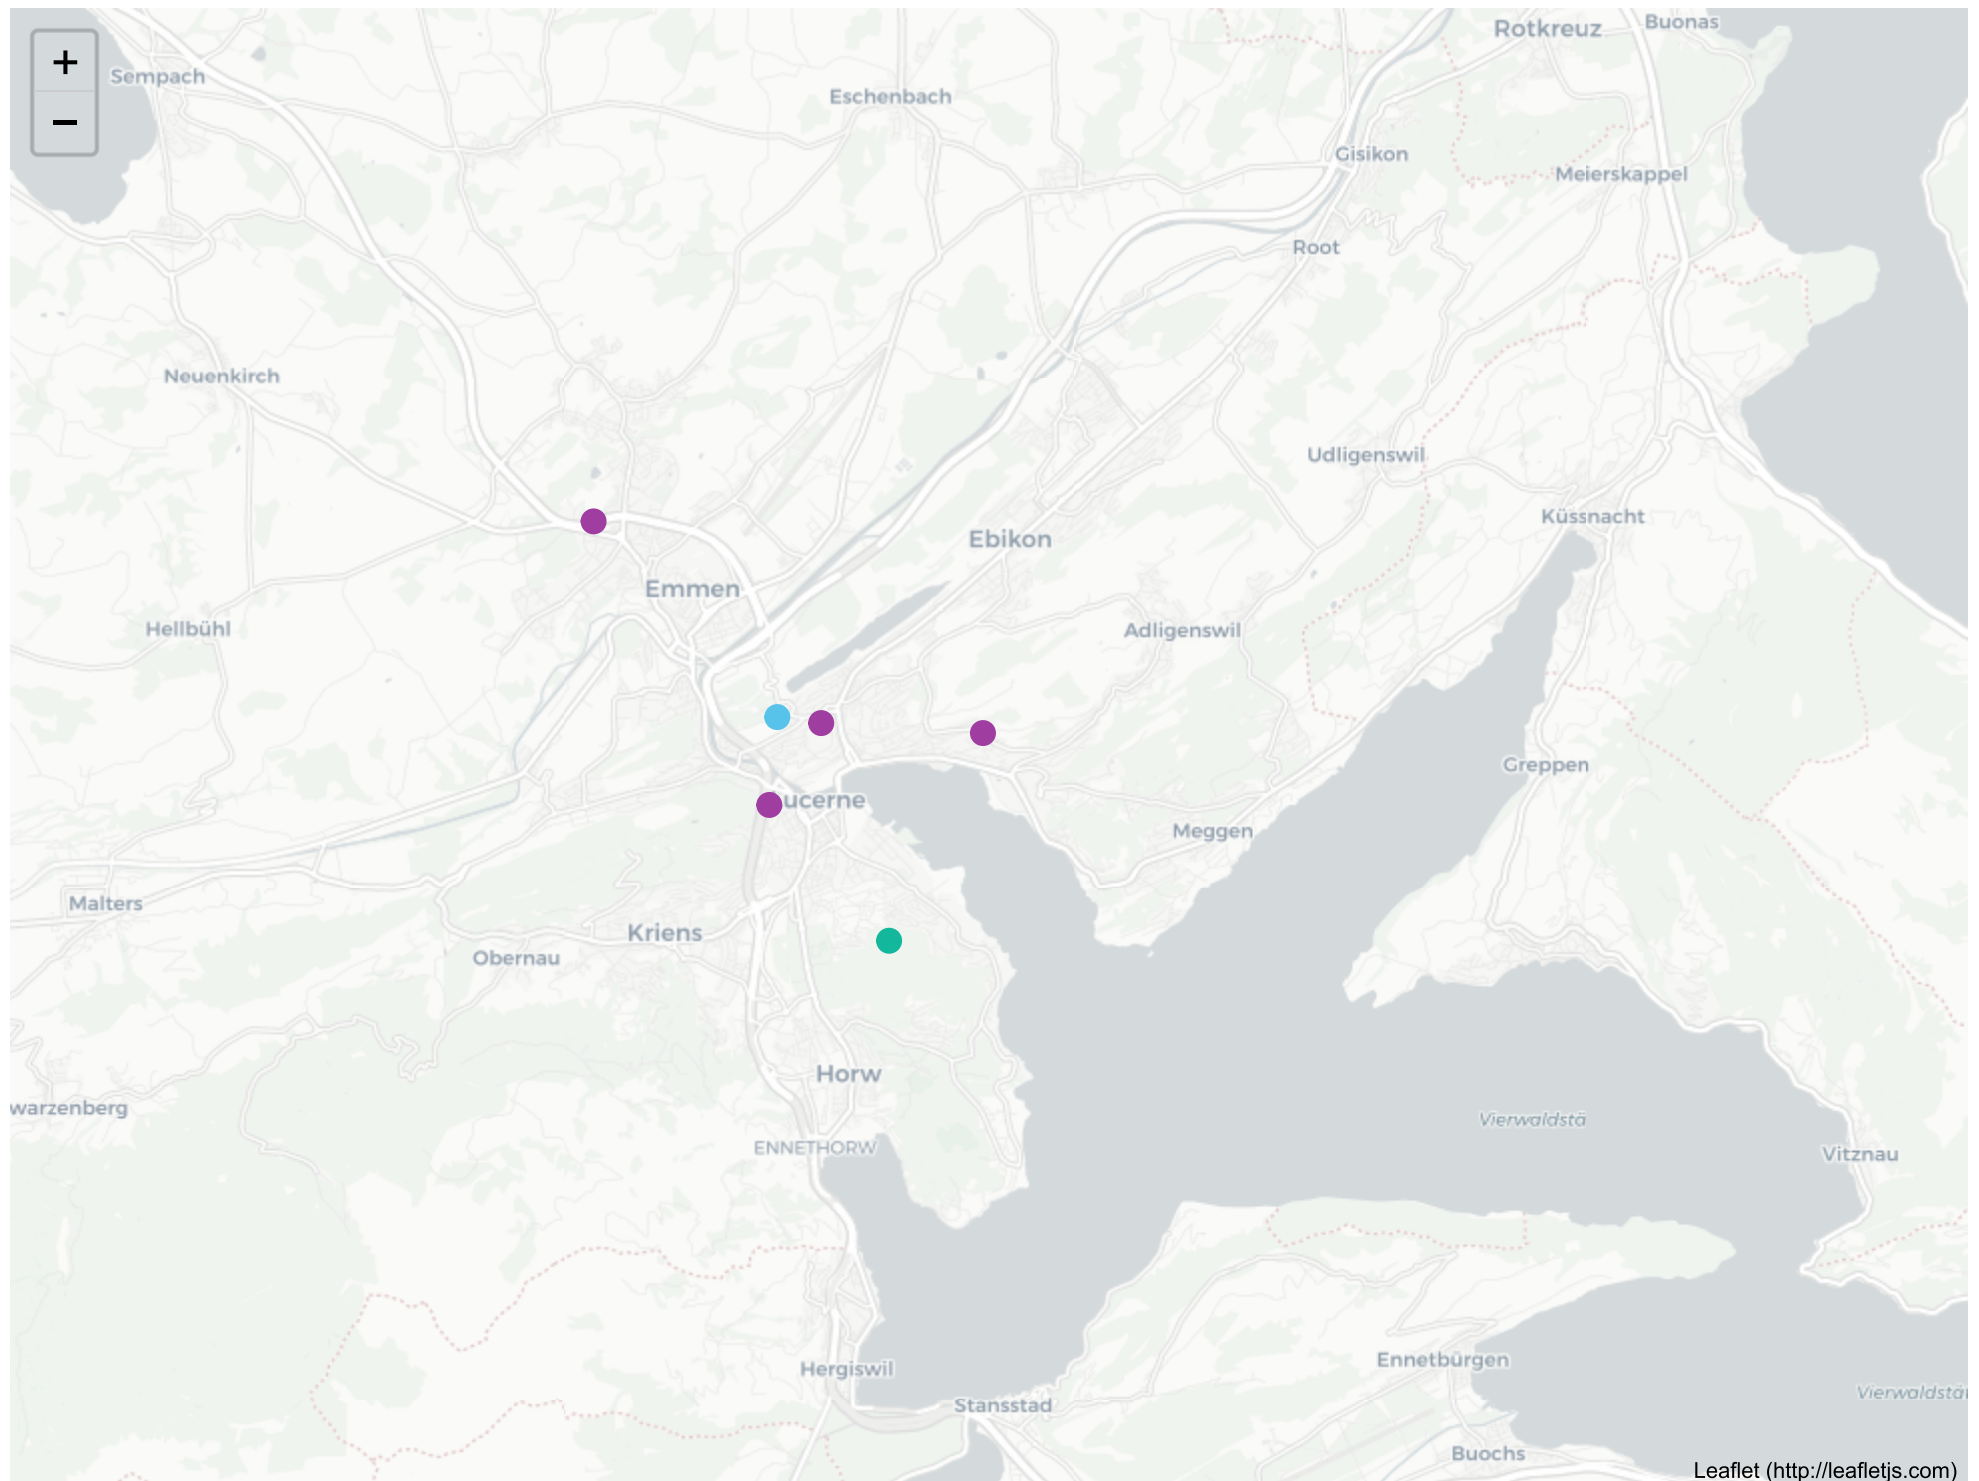 Rotkreuz
Buonas
+
Sempach
Eschenbach
−
Gisikon
Meierskappel
Root
Neuenkirch
Udligenswil
Küssnacht
Ebikon
Emmen
Hellbühl
Adligenswil
Greppen
ucerne
Meggen
Malters
Kriens
Obernau
Horw
warzenberg
Vierwaldstä
ENNETHORW
Vitznau
Ennetbürgen
Hergiswil
Vierwaldstä
Stansstad
Buochs
Leaflet (http://leafletjs.com)